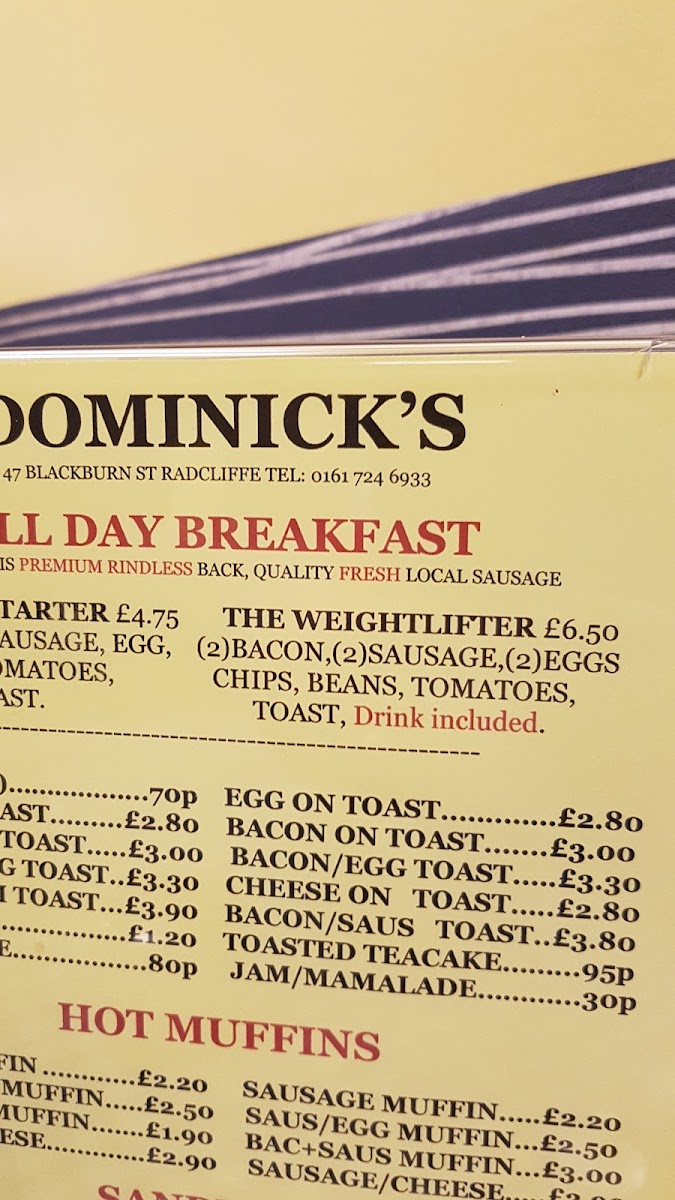 DOMINICK'S
47 BLACKBURN ST RADCLIFFE TEL: 0161 724 6933
LL DAY BREAKFAST
IS PREMIUM RINDLESS BACK, QUALITY FRESH LOCAL SAUSAGE
TARTER £4.75
AUSAGE, EGG,
OMATOES,
AST.
THE WEIGHTLIFTER £6.50
(2)BACON,(2)SAUSAGE,(2)EGGS
CHIPS, BEANS, TOMATOES,
TOAST, Drink included.
)..................70p
AST.........£2.80
TOAST.....£3.00
G TOAST..£3.30
I TOAST...£3.90
.................£1.20
E.................80p
EGG ON TOAST.............£2.80
BACON ON TOAST.......£3.00
BACON/EGG TOAST.....£3.30
CHEESE ON TOAST.....£2.80
BACON/SAUS TOAST..£3.80
TOASTED TEACAKE.........95p
JAM/MAMALADE............30p
HOT MUFFINS
FIN ............£2.20
MUFFIN.....£2.50
MUFFIN.......£1.90
ESE............£2.90
SAUSAGE MUFFIN.....£2.20
SAUS/EGG MUFFIN...£2.50
BAC+SAUS MUFFIN...£3.00
SAUSAGE/CHEESE....